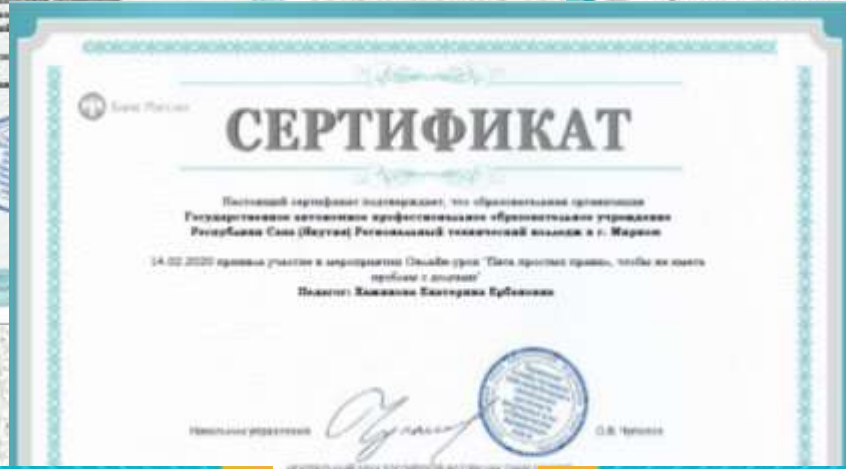 Банк России
СЕРТИФИКАТ
Настоящий сертификат подтверждает, что образовательная организация
Государственное автономное профессиональное образовательное учреждение
Республики Саха (Якутия) Региональный технический колледж в г. Мирном
14.02.2020 приняла участие в мероприятии Онлайн-урок "Пять простых правил, чтобы не иметь
проблем с долгами"
Педагог: Екатерина
Начальник управления О.В.